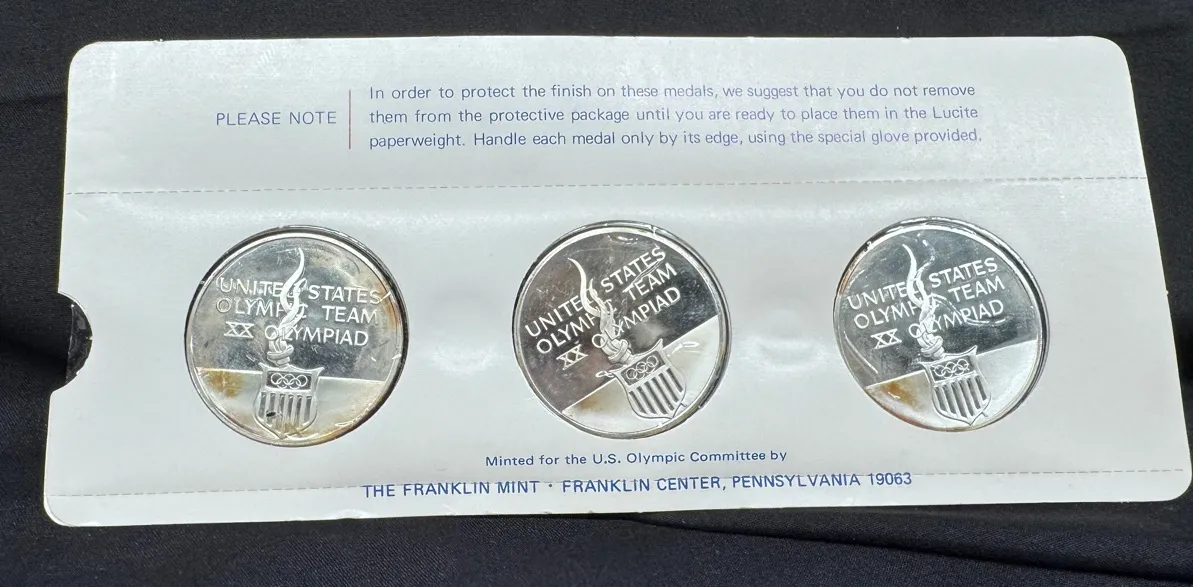 PLEASE NOTE
In order to protect the finish on these medals, we suggest that you do not remove
them from the protective package until you are ready to place them in the Lucite
paperweight. Handle each medal only by its edge, using the special glove provided.
UNITED STATES
OLYMPIC TEAM
XX OLYMPIAD
UNITED STATES
OLYMPIC TEAM
XX OLYMPIAD
UNITED STATES
OLYMPIC TEAM
XX OLYMPIAD
Minted for the U.S. Olympic Committee by
THE FRANKLIN MINT · FRANKLIN CENTER, PENNSYLVANIA 19063